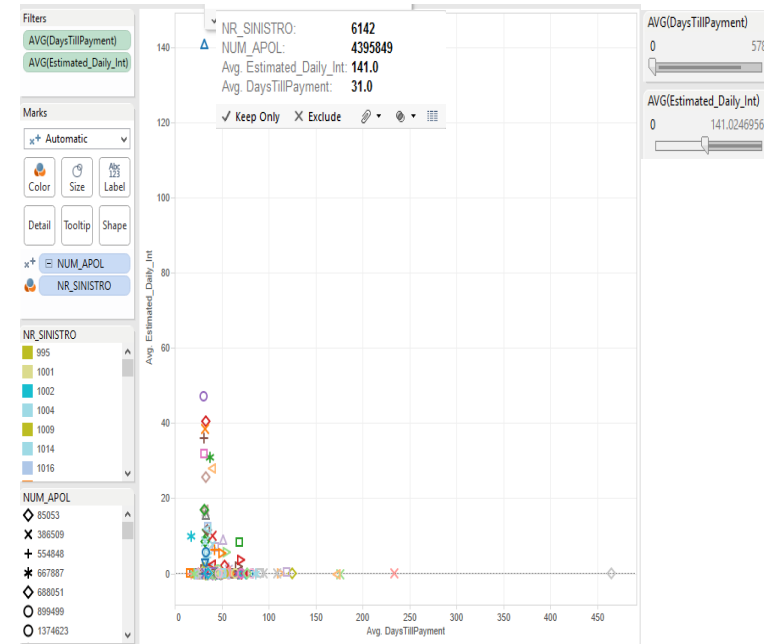 Filters
AVG(DaysTillPayment)
AVG(Estimated_Daily_Int)
Marks
Automatic
Color
Size
Abc
123
Label
Detail
Tooltip
Shape
NUM_APOL
NR_SINISTRO
NR_SINISTRO
995
1001
1002
1004
1009
1014
1016
NUM_APOL
85053
386509
554848
667887
688051
899499
1374623
NR_SINISTRO: 6142
NUM_APOL: 4395849
Avg. Estimated_Daily_Int: 141.0
Avg. DaysTillPayment: 31.0
Keep Only
Exclude
Avg. Estimated_Daily_Int
140
120
100
80
60
40
20
0
0 50 100 150 200 250 300 350 400 450
Avg. DaysTillPayment
AVG(DaysTillPayment)
0 578
AVG(Estimated_Daily_Int)
0 141.0246956